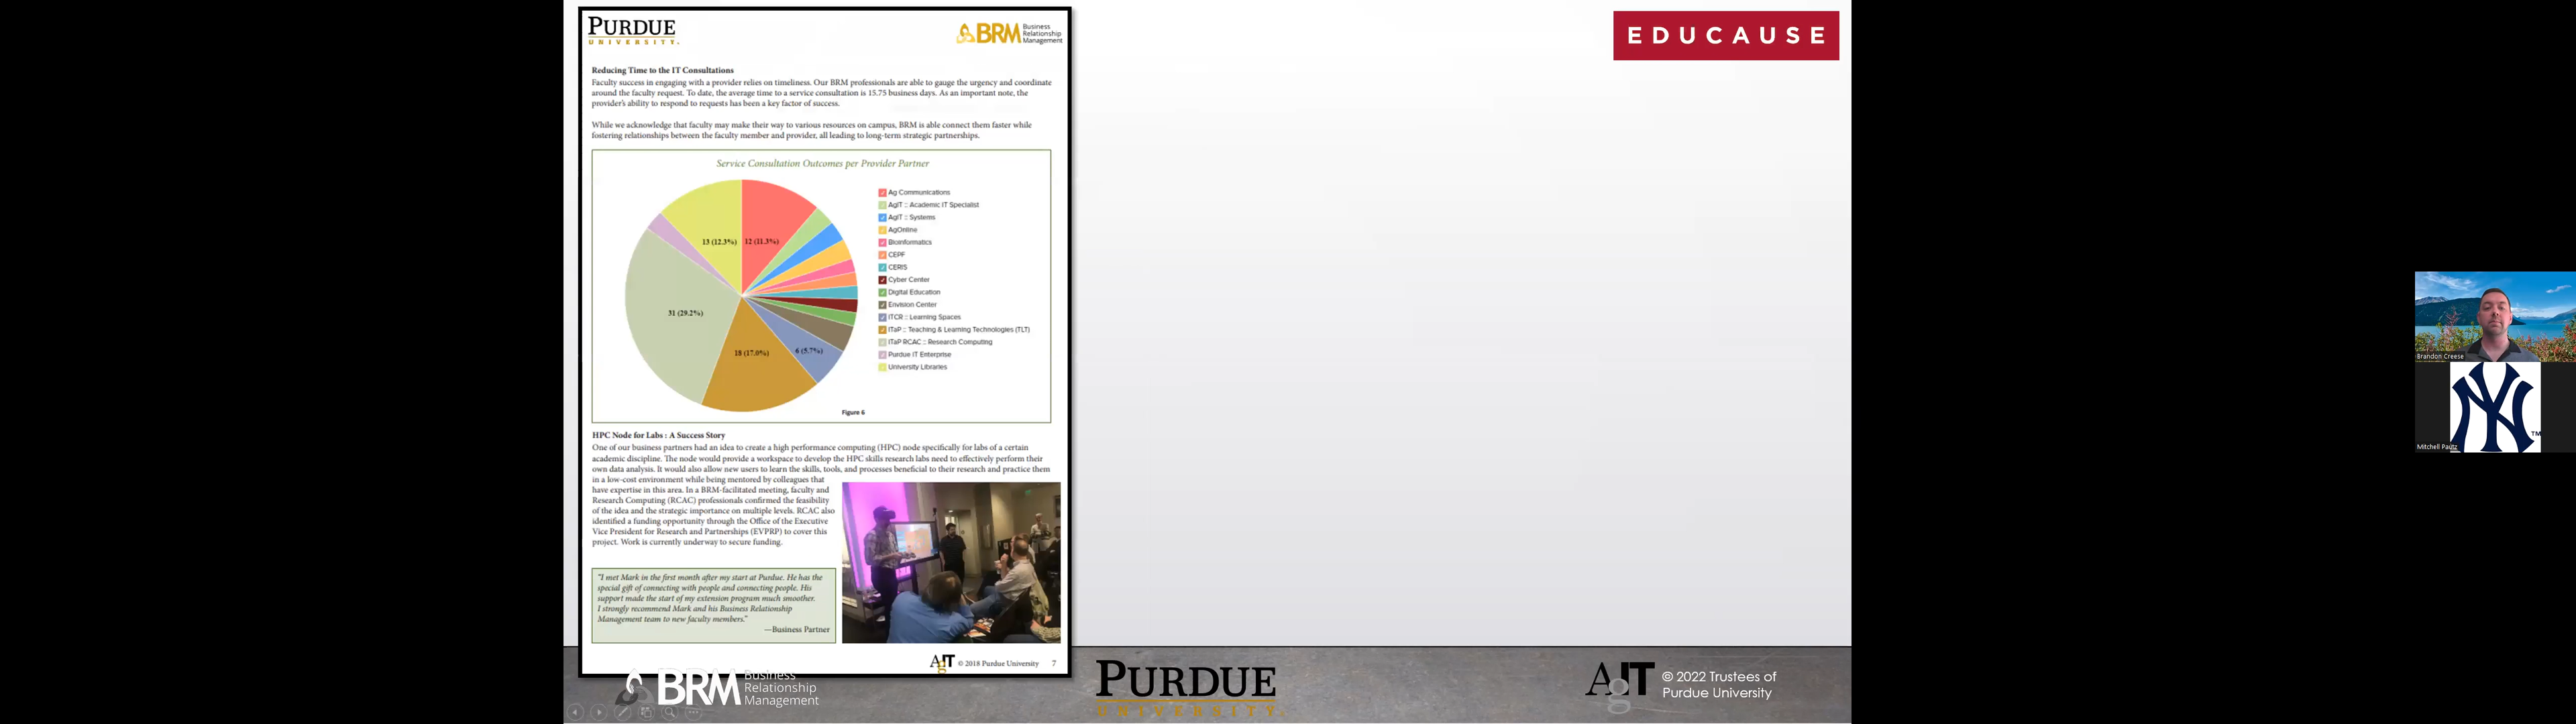 PURDUE
UNIVERSITY.
BRM Business
Relationship
Management
EDUCAUSE
Reducing Time to the IT Consultations
Faculty success in engaging with a provider relies on timeliness. Our BRM professionals are able to gauge the urgency and coordinate
around the faculty request. To date, the average time to a service consultation is 15.75 business days. As an important note, the
provider's ability to respond to requests has been a key factor of success.
While we acknowledge that faculty may make their way to various resources on campus, BRM is able connect them faster while
fostering relationships between the faculty member and provider, all leading to long-term strategic partnerships.
Service Consultation Outcomes per Provider Partner
13 (12.3%)
12 (11.3%)
31 (29.2%)
18 (17.0%)
6 (5.7%)
Ag Communications
AgIT :: Academic IT Specialist
AgIT :: Systems
AgOnline
Bioinformatics
CEPF
CERIS
Cyber Center
Digital Education
Envision Center
ITCR :: Learning Spaces
ITaP :: Teaching & Learning Technologies (TLT)
ITaP RCAC :: Research Computing
Purdue IT Enterprise
University Libraries
Figure 6
HPC Node for Labs : A Success Story
One of our business partners had an idea to create a high performance computing (HPC) node specifically for labs of a certain
academic discipline. The node would provide a workspace to develop the HPC skills research labs need to effectively perform their
own data analysis. It would also allow new users to learn the skills, tools, and processes beneficial to their research and practice them
in a low-cost environment while being mentored by colleagues that
have expertise in this area. In a BRM-facilitated meeting, faculty and
Research Computing (RCAC) professionals confirmed the feasibility
of the idea and the strategic importance on multiple levels. RCAC also
identified a funding opportunity through the Office of the Executive
Vice President for Research and Partnerships (EVPRP) to cover this
project. Work is currently underway to secure funding.
"I met Mark in the first month after my start at Purdue. He has the
special gift of connecting with people and connecting people. His
support made the start of my extension program much smoother.
I strongly recommend Mark and his Business Relationship
Management team to new faculty members."
—Business Partner
AgIT © 2018 Purdue University 7
BRM Business
Relationship
Management
PURDUE
UNIVERSITY.
AgIT © 2022 Trustees of
Purdue University
Brandon Creese
NY
TM
Mitchell Pautz